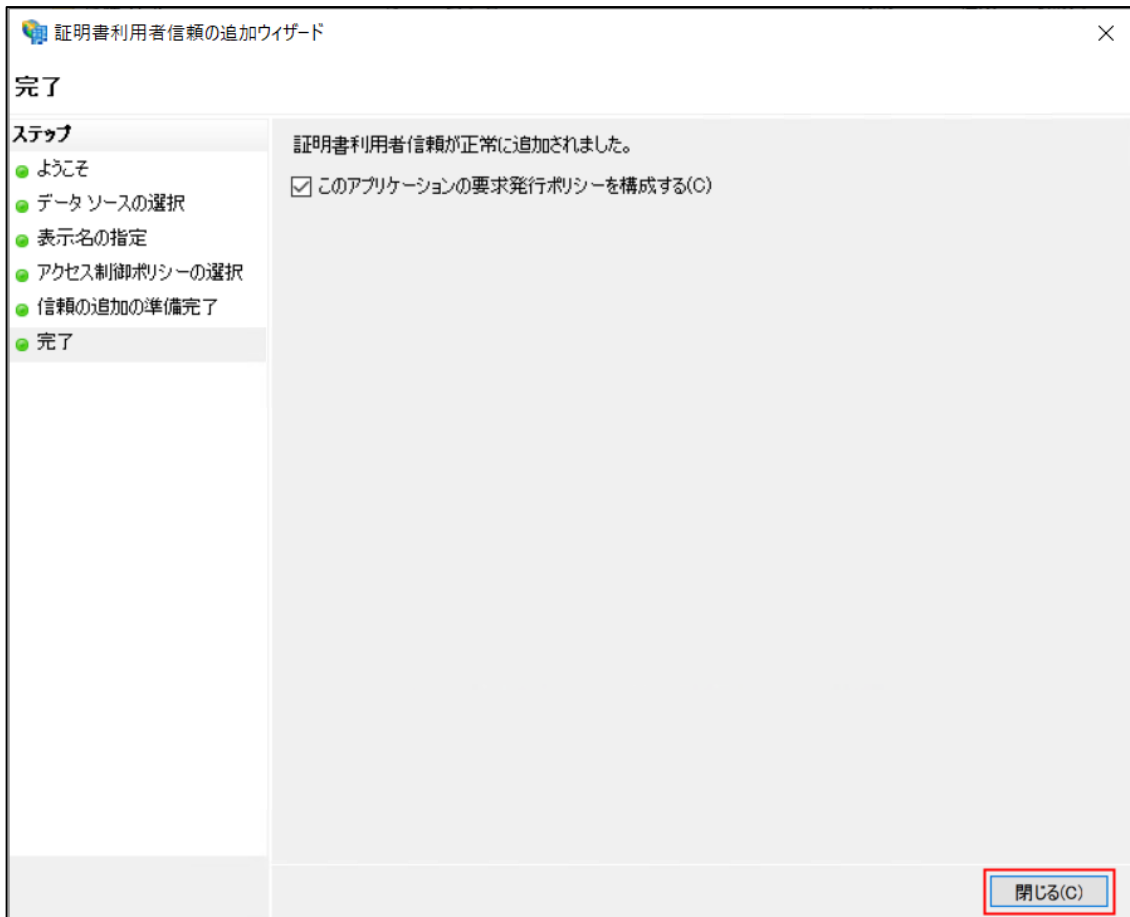 証明書利用者信頼の追加ウィザード
完了
ステップ
ようこそ
データ ソースの選択
表示名の指定
アクセス制御ポリシーの選択
信頼の追加の準備完了
完了
証明書利用者信頼が正常に追加されました。
このアプリケーションの要求発行ポリシーを構成する(C)
閉じる(C)